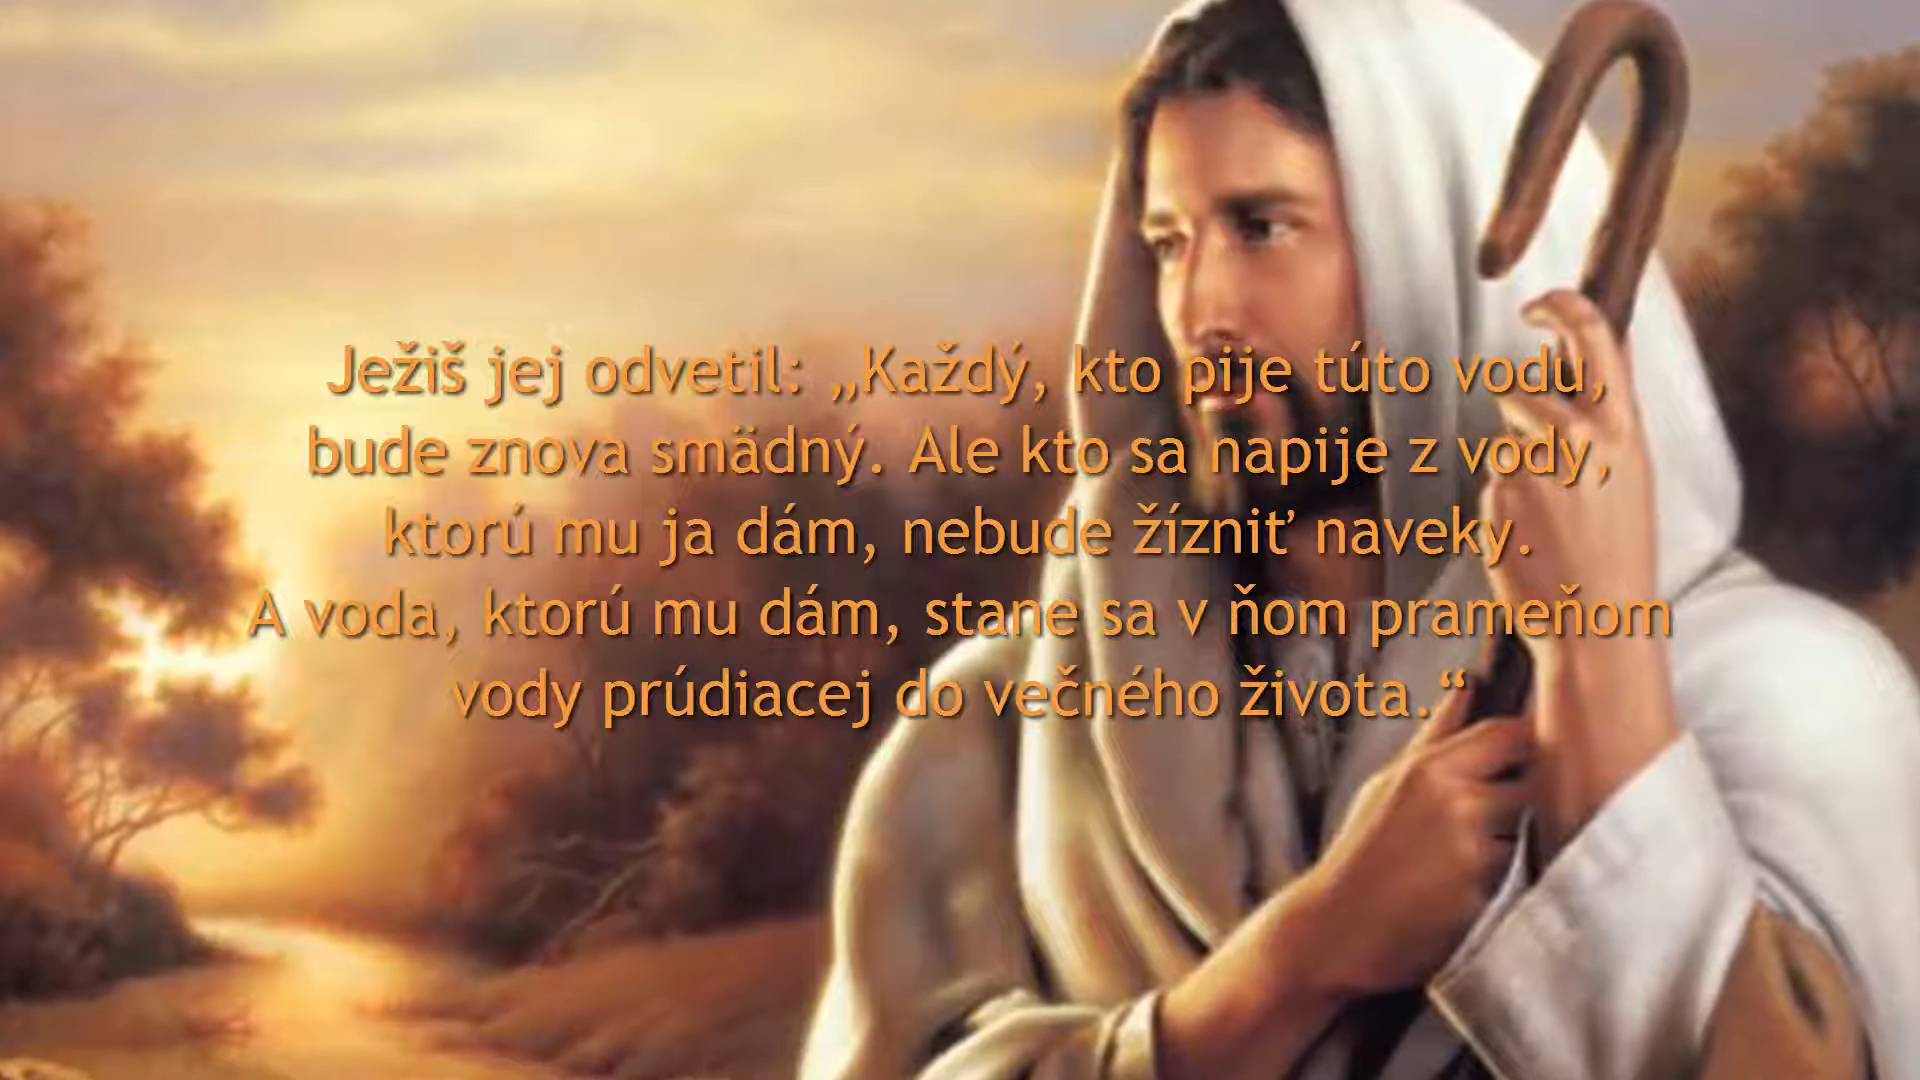 Ježiš jej odvetil: „Každý, kto pije túto vodu,
bude znova smädný. Ale kto sa napije z vody,
ktorú mu ja dám, nebude žízniť naveky.
A voda, ktorú mu dám, stane sa v ňom prameňom
vody prúdiacej do večného života.“